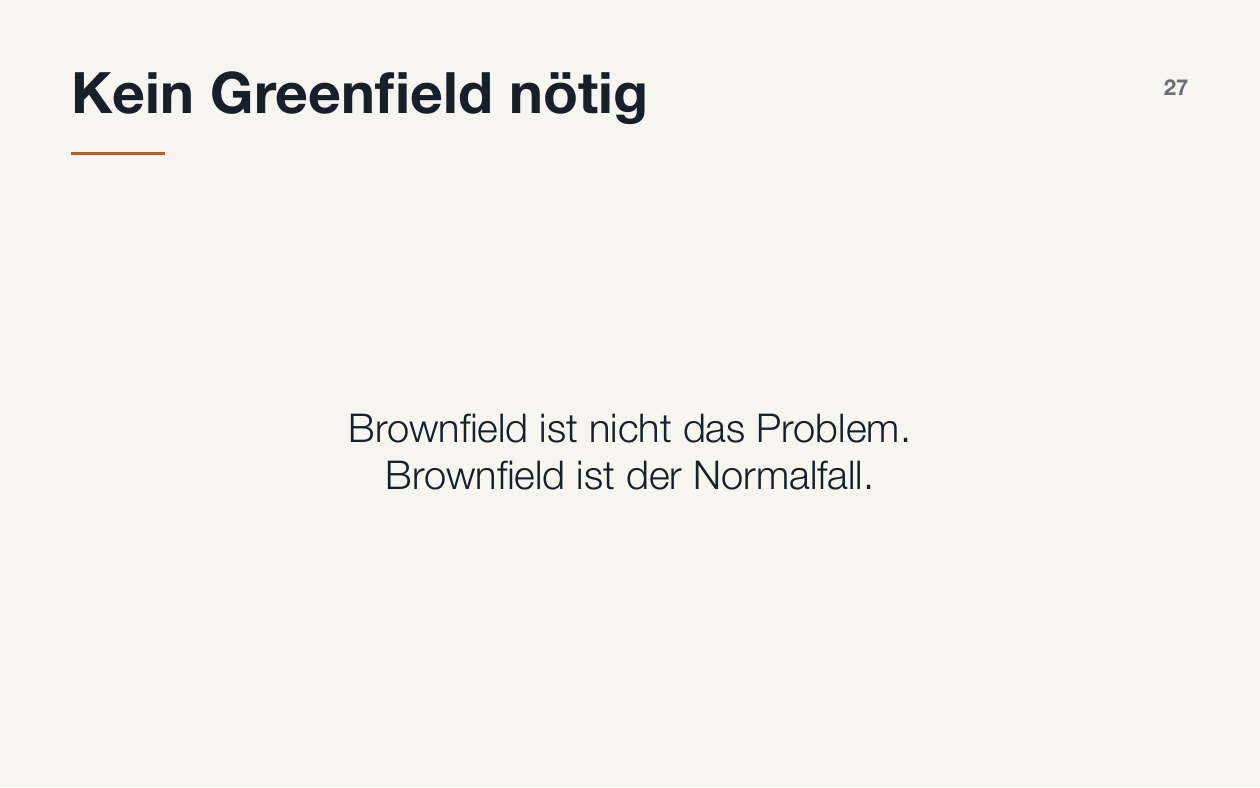 Kein Greenfield nötig
27
Brownfield ist nicht das Problem.
Brownfield ist der Normalfall.